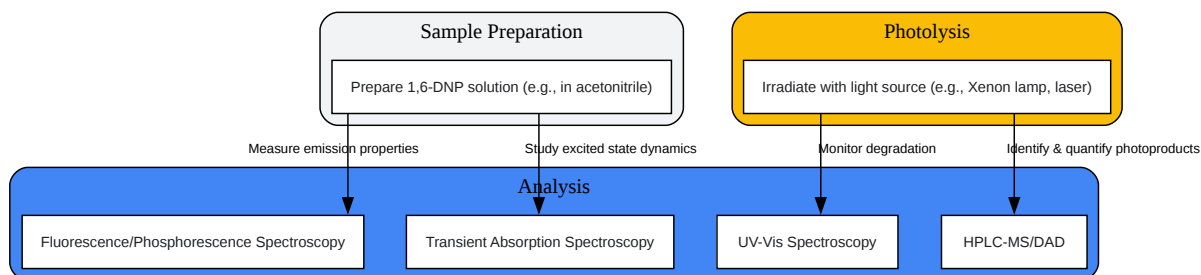 Sample Preparation
Photolysis
Prepare 1,6-DNP solution (e.g., in acetonitrile)
Irradiate with light source (e.g., Xenon lamp, laser)
Measure emission properties
Study excited state dynamics
Monitor degradation
Identify & quantify photoproducts
Analysis
Fluorescence/Phosphorescence Spectroscopy
Transient Absorption Spectroscopy
UV-Vis Spectroscopy
HPLC-MS/DAD